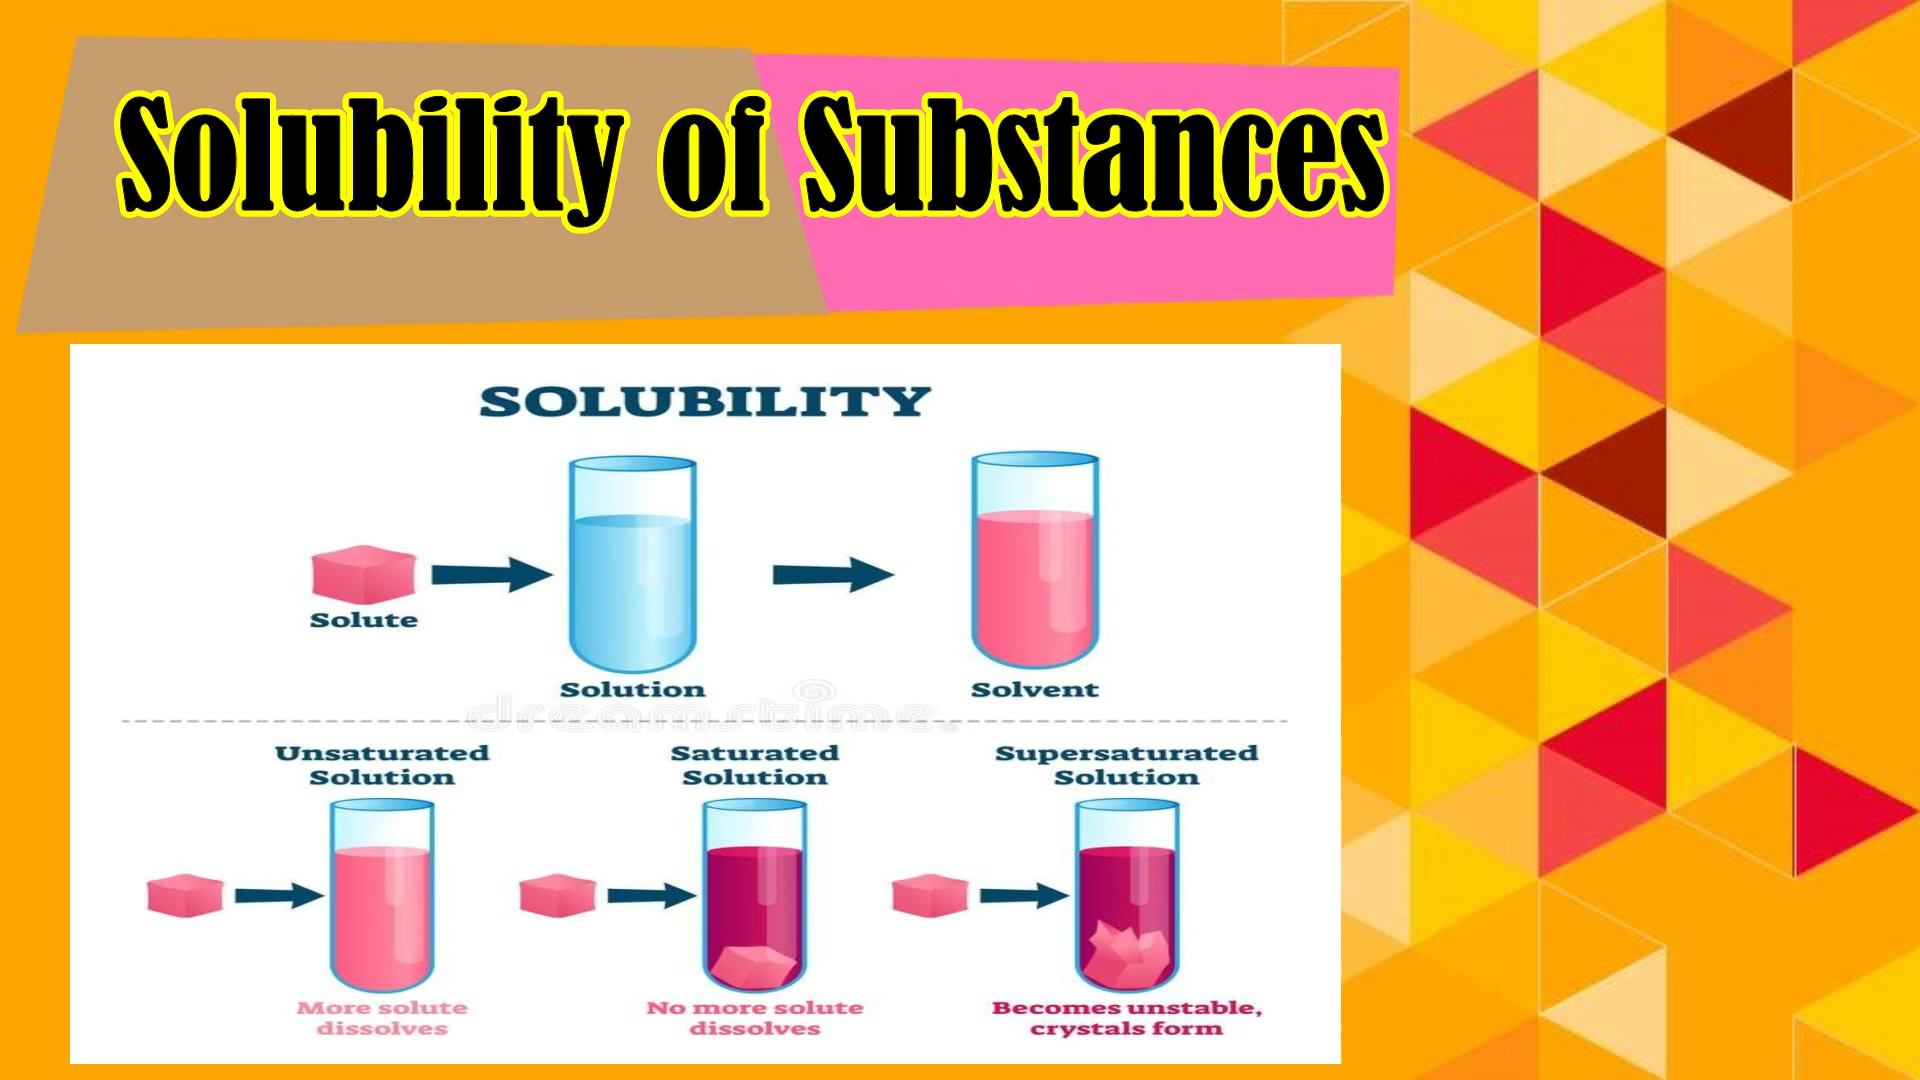 Solubility of Substances
SOLUBILITY
Solute
Solution
Solvent
dreamstime.
Unsaturated
Solution
Saturated
Solution
Supersaturated
Solution
More solute
dissolves
No more solute
dissolves
Becomes unstable,
crystals form